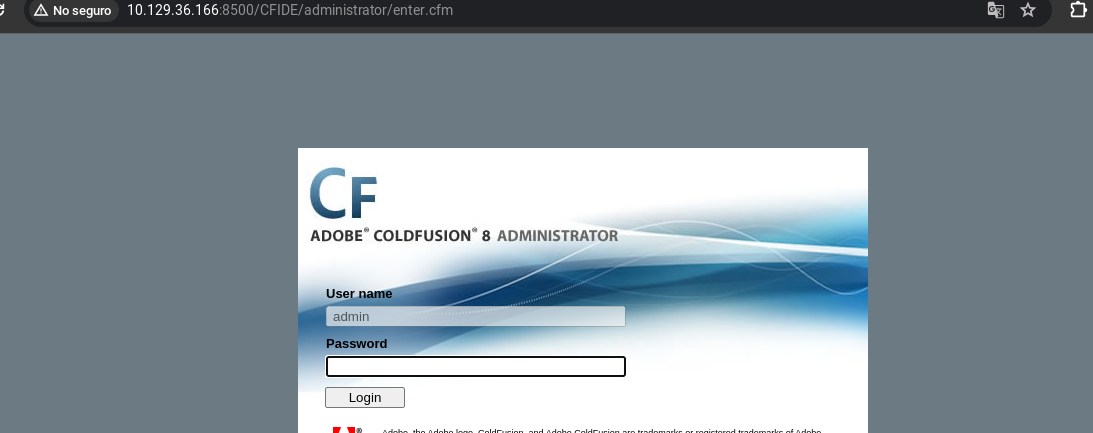 No seguro 10.129.36.166:8500/CFIDE/administrator/enter.cfm
CF
ADOBE® COLDFUSION® 8 ADMINISTRATOR
User name
admin
Password
Login
Adobe, the Adobe logo, ColdFusion, and Adobe ColdFusion are trademarks or registered trademarks of Adobe